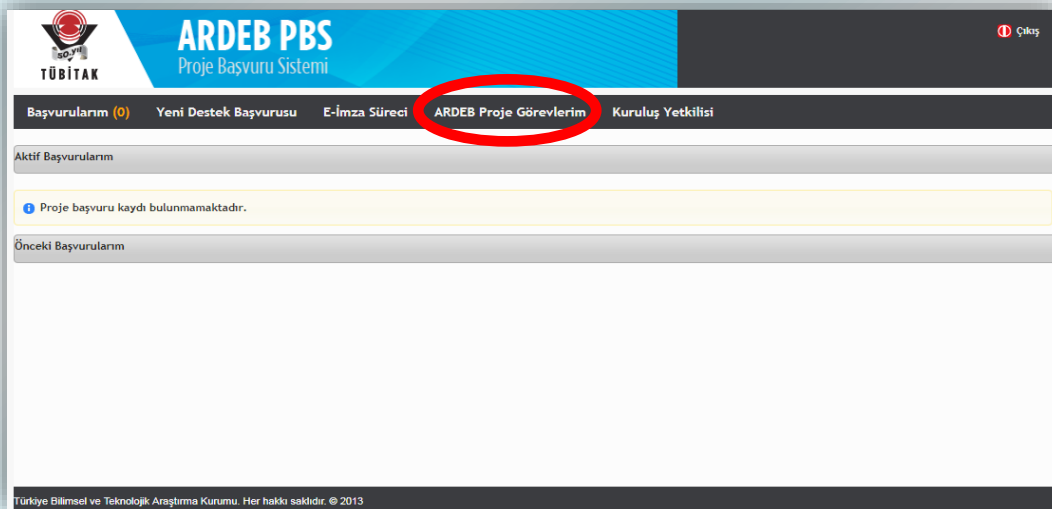 50.yıl
TÜBİTAK
ARDEB PBS
Proje Başvuru Sistemi
Çıkış
Başvurularım (0) Yeni Destek Başvurusu E-İmza Süreci ARDEB Proje Görevlerim Kuruluş Yetkilisi
Aktif Başvurularım
Proje başvuru kaydı bulunmamaktadır.
Önceki Başvurularım
Türkiye Bilimsel ve Teknolojik Araştırma Kurumu. Her hakkı saklıdır. © 2013